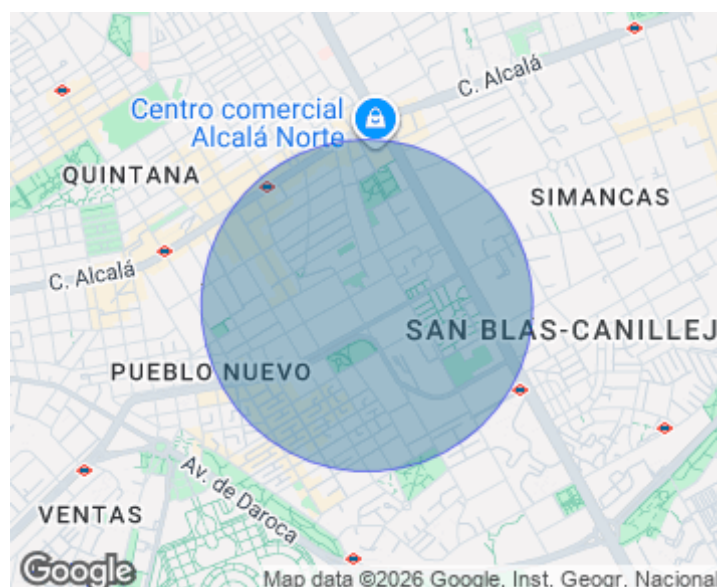 C. Alcalá
Centro comercial
Alcalá Norte
QUINTANA
SIMANCAS
C. Alcalá
SAN BLAS-CANILLEJ
PUEBLO NUEVO
Av. de Daroca
VENTAS
Google
Map data ©2026 Google, Inst. Geogr. Nacional